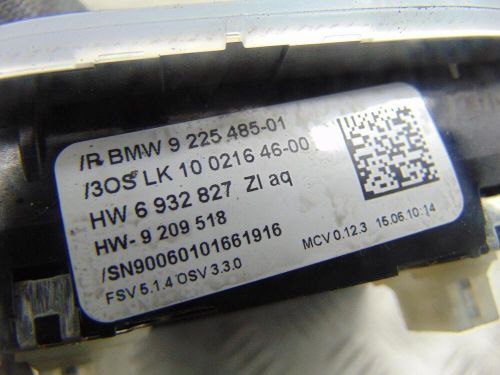 /R BMW 9 225 485-01
/3OS LK 10 0216 46-00
HW 6 932 827 ZI aq
HW- 9 209 518
/SN90060101661916
FSV 5.1.4 OSV 3.3.0
MCV 0.12.3 15.06.10:14